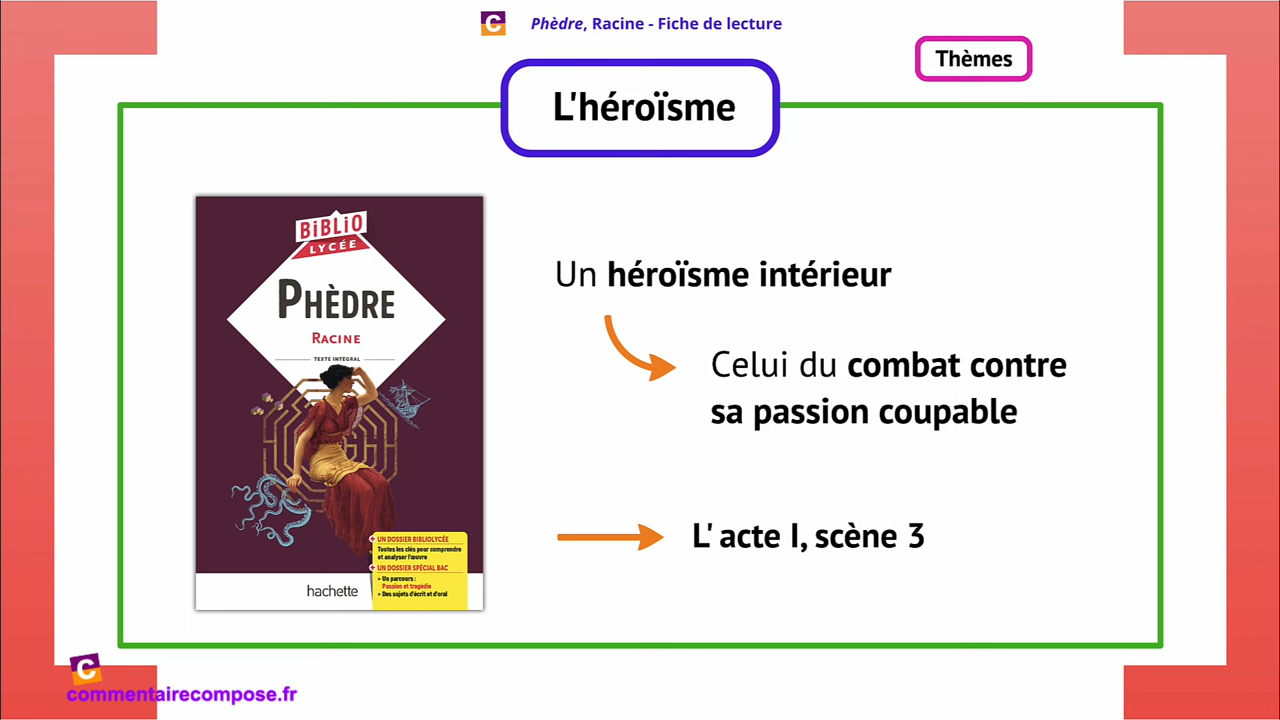 Phèdre, Racine - Fiche de lecture
Thèmes
L'héroïsme
BiBLiO
LYCÉE
PHÈDRE
RACINE
TEXTE INTÉGRAL
UN DOSSIER BIBLIOLYCÉE
Toutes les clés pour comprendre
et analyser l'œuvre
UN DOSSIER SPÉCIAL BAC
> Un parcours :
Passion et tragédie
> Des sujets d'écrit et d'oral
hachette
Un héroïsme intérieur
Celui du combat contre
sa passion coupable
L' acte I, scène 3
C
commentairecompose.fr